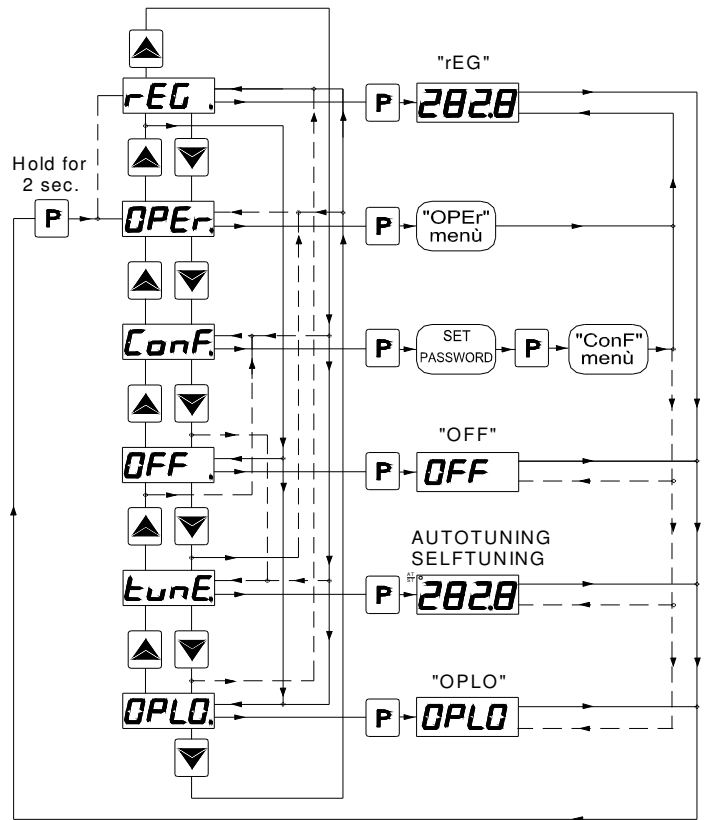 "rEG"
rEG .
P
282.8
Hold for
2 sec.
P
OPEr.
P
"OPEr"
menù
ConF.
P
SET
PASSWORD
P
"ConF"
menù
"OFF"
OFF .
P
OFF
AUTOTUNING
SELFTUNING
tunE.
P
AT
ST
282.8
"OPLO"
OPLO.
P
OPLO